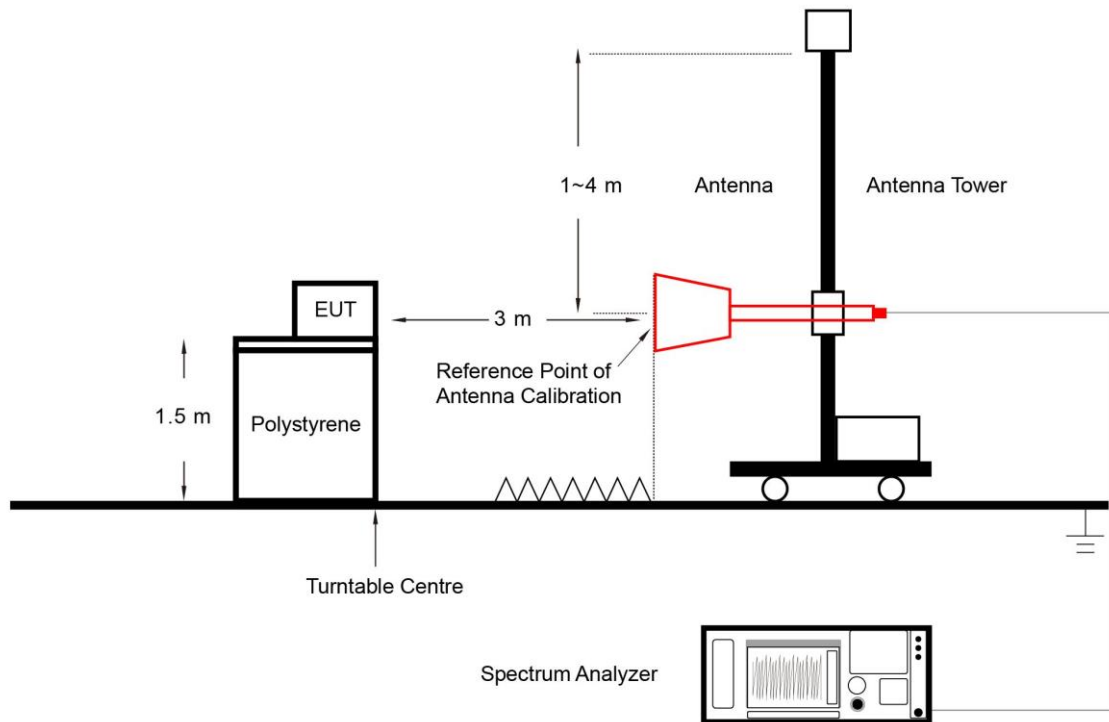 1~4 m
Antenna
Antenna Tower
EUT
3 m
Reference Point of
Antenna Calibration
1.5 m
Polystyrene
Turntable Centre
Spectrum Analyzer